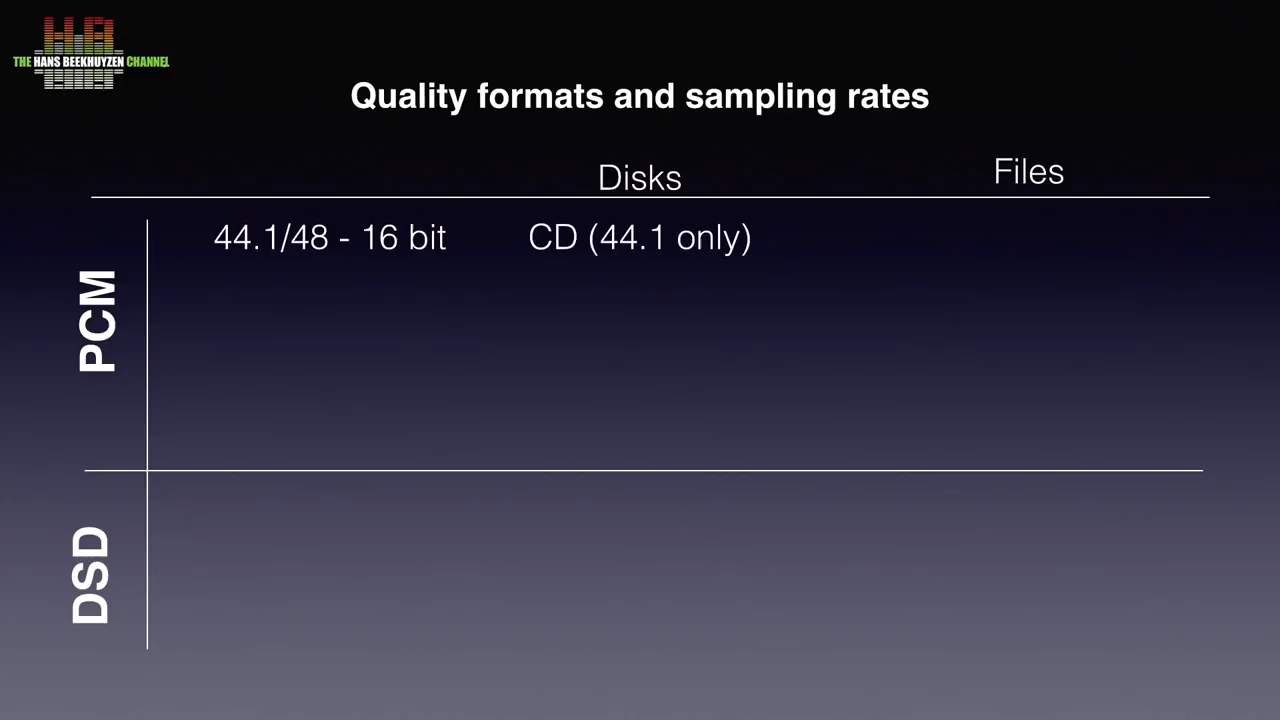 THE HANS BEEKHUYZEN CHANNEL
Quality formats and sampling rates
Disks Files
PCM
44.1/48 - 16 bit CD (44.1 only)
DSD